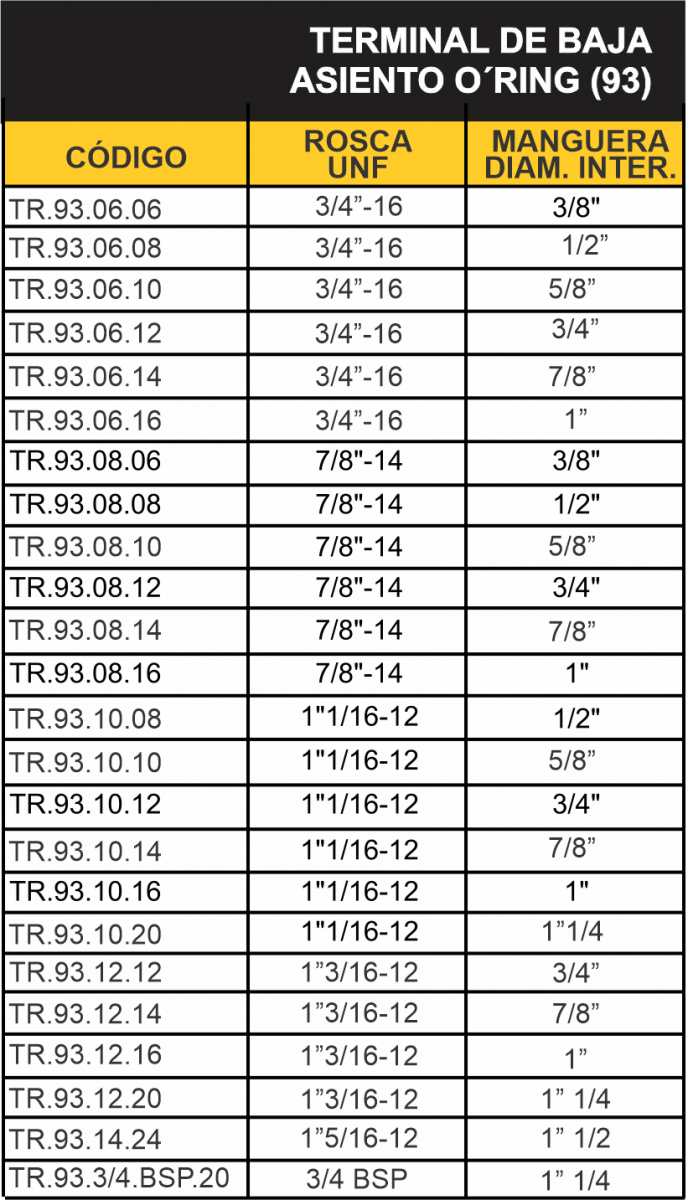 TERMINAL DE BAJA
ASIENTO O´RING (93)
CÓDIGO ROSCA UNF MANGUERA DIAM. INTER.
TR.93.06.06 3/4”-16 3/8"
TR.93.06.08 3/4”-16 1/2”
TR.93.06.10 3/4”-16 5/8”
TR.93.06.12 3/4”-16 3/4”
TR.93.06.14 3/4”-16 7/8”
TR.93.06.16 3/4”-16 1”
TR.93.08.06 7/8"-14 3/8"
TR.93.08.08 7/8"-14 1/2"
TR.93.08.10 7/8"-14 5/8”
TR.93.08.12 7/8"-14 3/4"
TR.93.08.14 7/8"-14 7/8”
TR.93.08.16 7/8"-14 1"
TR.93.10.08 1"1/16-12 1/2"
TR.93.10.10 1"1/16-12 5/8”
TR.93.10.12 1"1/16-12 3/4"
TR.93.10.14 1"1/16-12 7/8”
TR.93.10.16 1"1/16-12 1"
TR.93.10.20 1"1/16-12 1”1/4
TR.93.12.12 1”3/16-12 3/4”
TR.93.12.14 1”3/16-12 7/8”
TR.93.12.16 1”3/16-12 1”
TR.93.12.20 1”3/16-12 1” 1/4
TR.93.14.24 1”5/16-12 1” 1/2
TR.93.3/4.BSP.20 3/4 BSP 1” 1/4